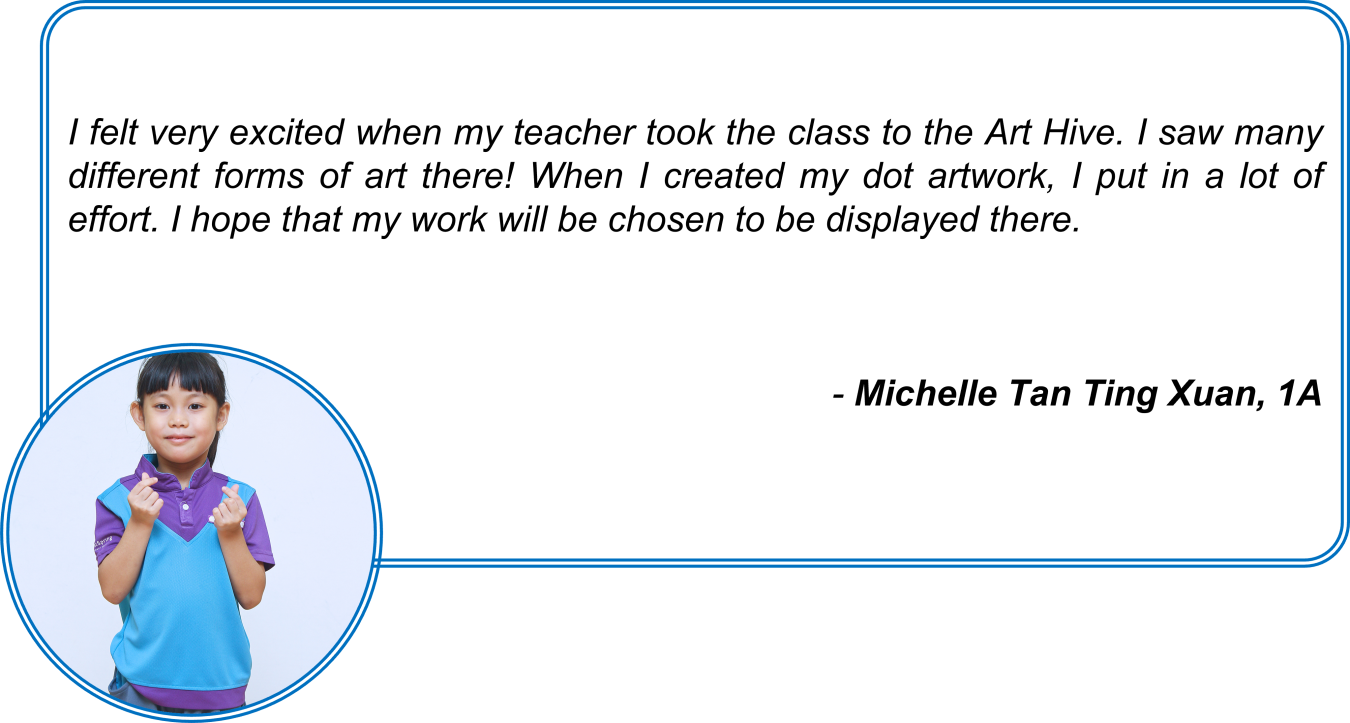 I felt very excited when my teacher took the class to the Art Hive. I saw many
different forms of art there! When I created my dot artwork, I put in a lot of
effort. I hope that my work will be chosen to be displayed there.
- Michelle Tan Ting Xuan, 1A